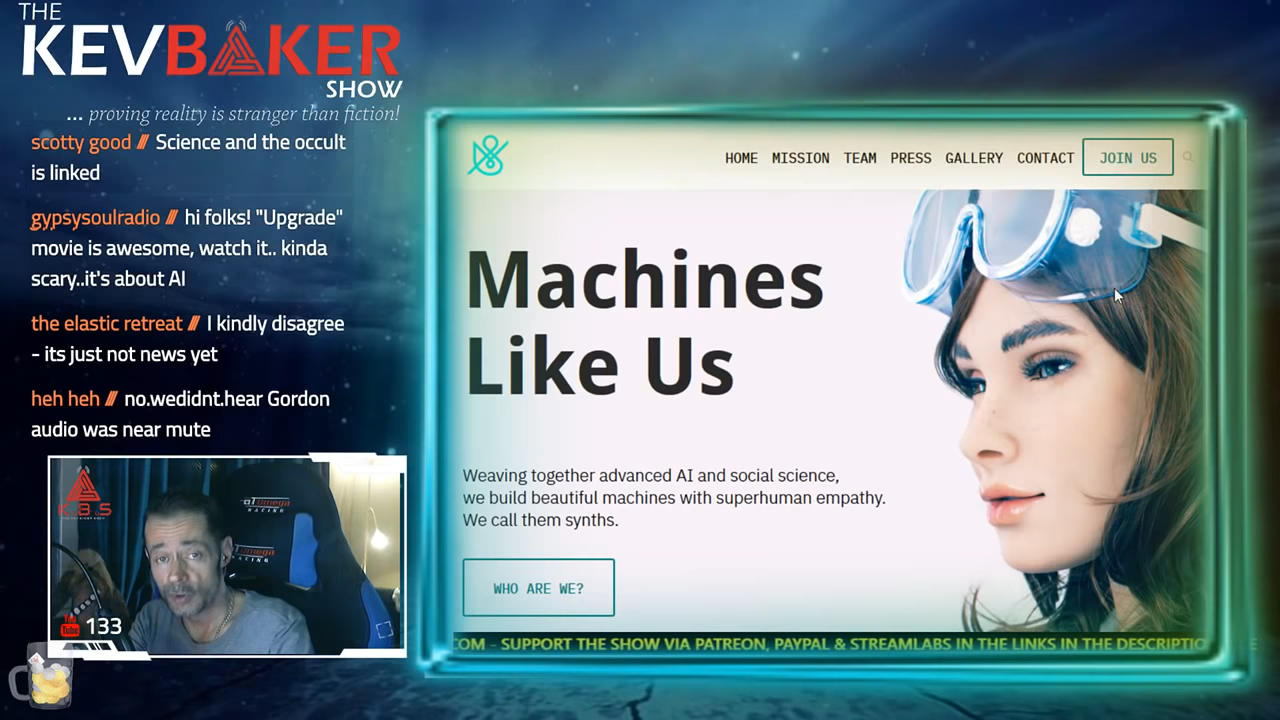 THE
KEVBAKER
SHOW
... proving reality is stranger than fiction!
scotty good /// Science and the occult
is linked
gypsysoulradio /// hi folks! "Upgrade"
movie is awesome, watch it.. kinda
scary..it's about AI
the elastic retreat /// I kindly disagree
- its just not news yet
heh heh /// no.wedidnt.hear Gordon
audio was near mute
K.B.S
OMEGA
RACING
YouTube 133
HOME MISSION TEAM PRESS GALLERY CONTACT JOIN US
Machines
Like Us
Weaving together advanced AI and social science,
we build beautiful machines with superhuman empathy.
We call them synths.
WHO ARE WE?
COM - SUPPORT THE SHOW VIA PATREON, PAYPAL & STREAMLABS IN THE LINKS IN THE DESCRIPTIO